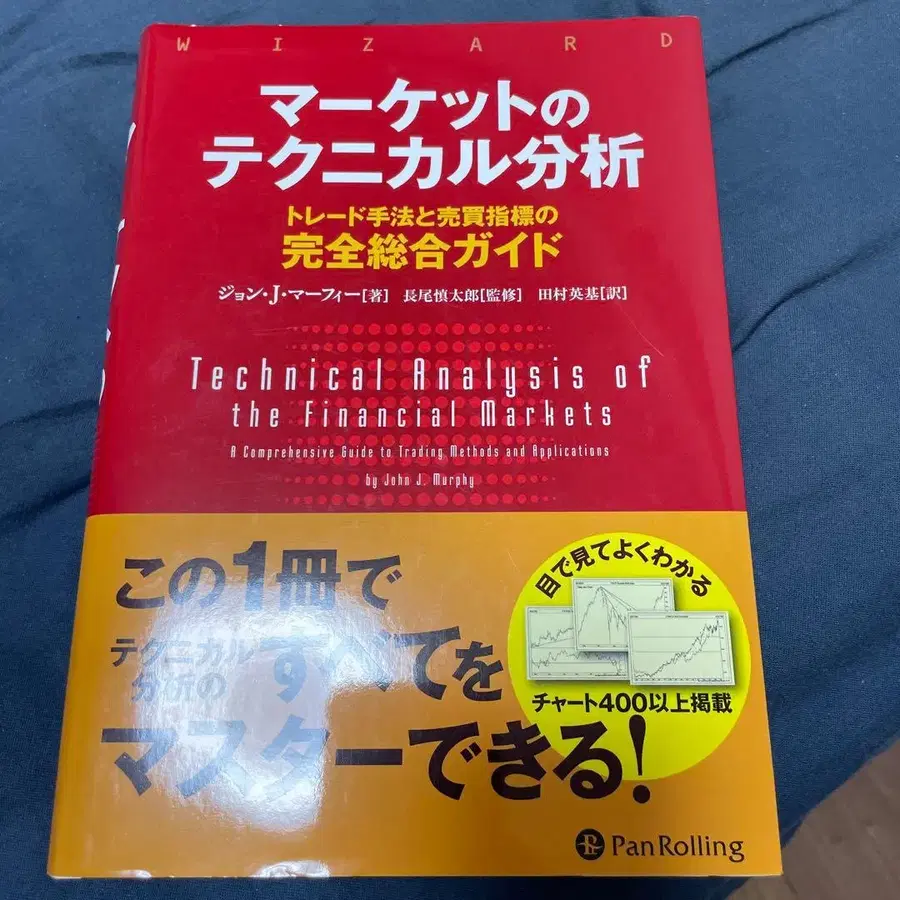 WIZARD
マーケットの
テクニカル分析
トレード手法と売買指標の
完全総合ガイド
ジョン・J・マーフィー[著] 長尾慎太郎[監修] 田村英基[訳]
Technical Analysis of
the Financial Markets
A Comprehensive Guide to Trading Methods and Applications
by John J. Murphy
この1冊で
テクニカル
分析の
すべてを
マスターできる!
目で見てよくわかる
チャート400以上掲載
PanRolling